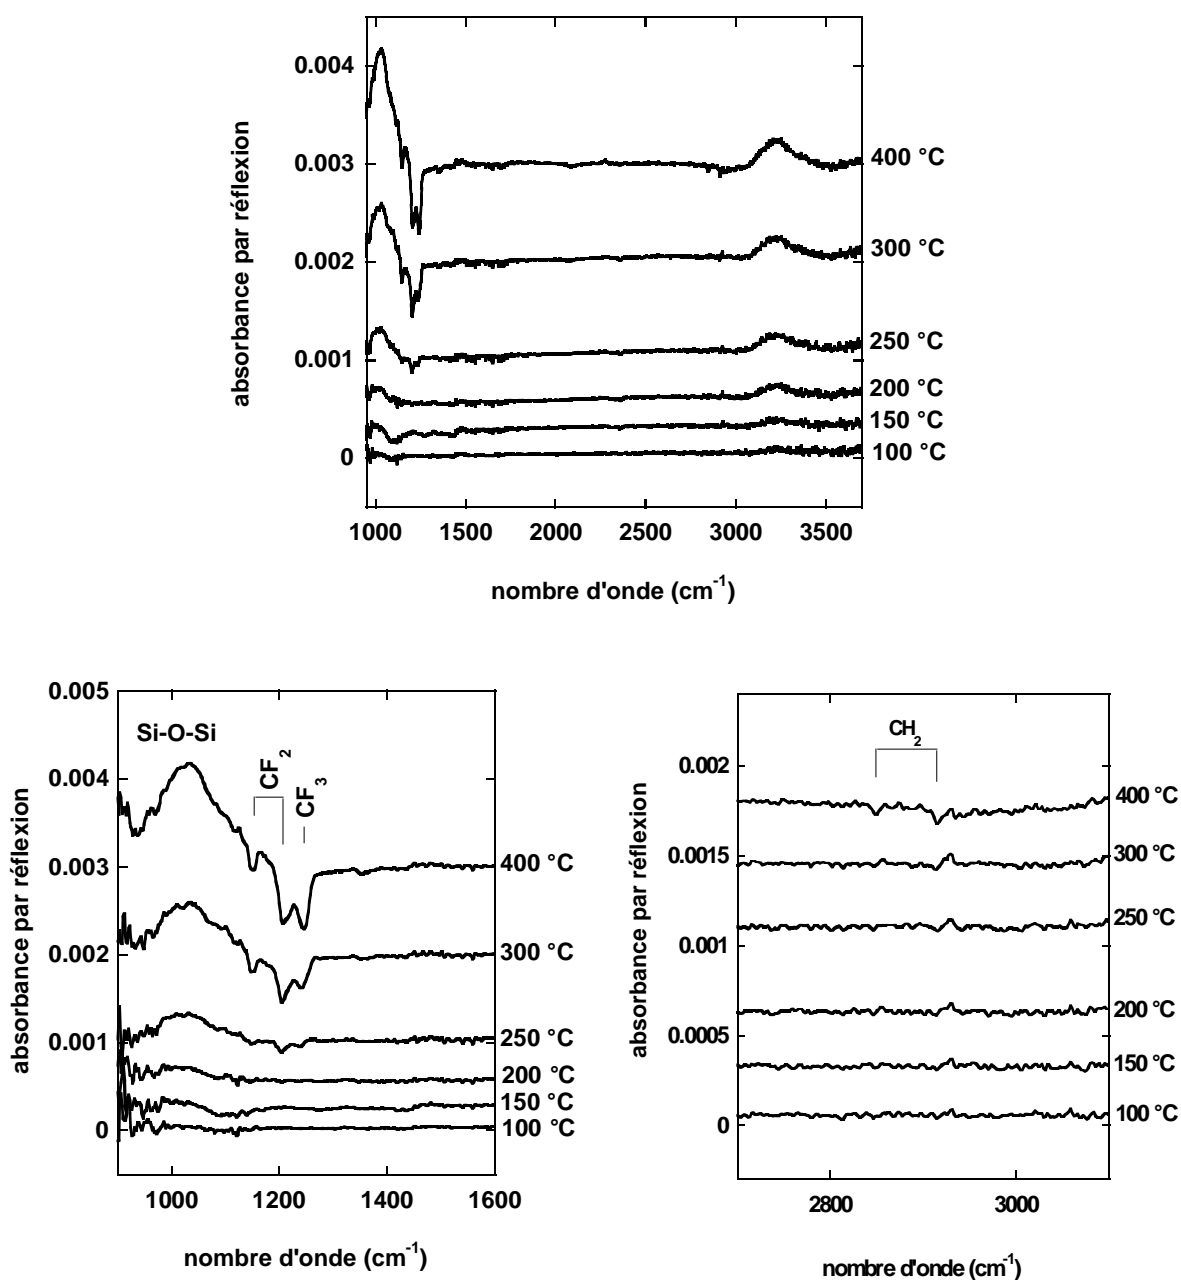 absorbance par réflexion
0.004
0.003
0.002
0.001
0
400 °C
300 °C
250 °C
200 °C
150 °C
100 °C
1000 1500 2000 2500 3000 3500
nombre d'onde (cm-1)
absorbance par réflexion
0.005
0.004
0.003
0.002
0.001
0
Si-O-Si
CF2
CF3
400 °C
300 °C
250 °C
200 °C
150 °C
100 °C
1000 1200 1400 1600
nombre d'onde (cm-1)
absorbance par réflexion
0.002
0.0015
0.001
0.0005
0
CH2
400 °C
300 °C
250 °C
200 °C
150 °C
100 °C
2800 3000
nombre d'onde (cm-1)